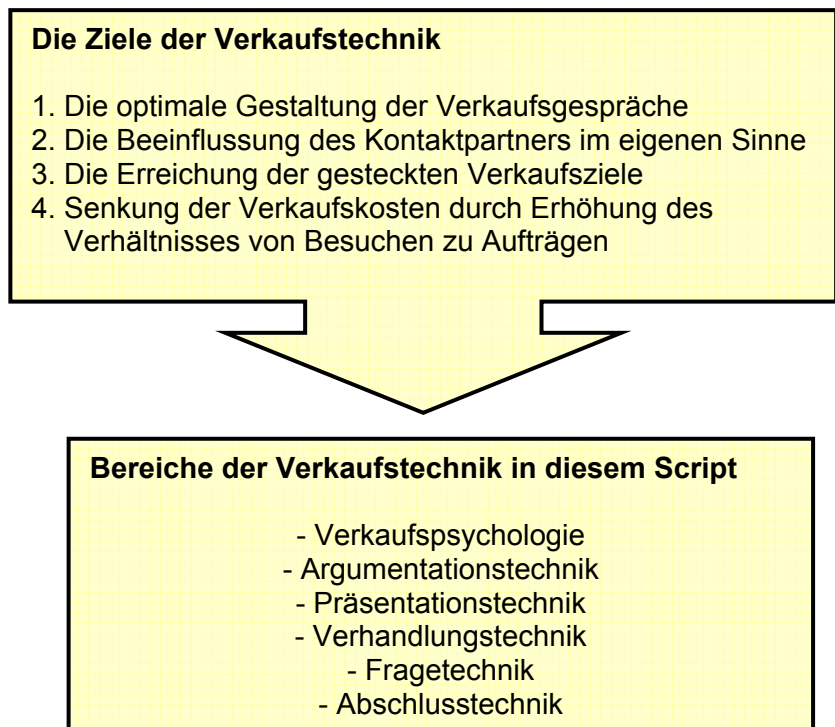 Die Ziele der Verkaufstechnik
1. Die optimale Gestaltung der Verkaufsgespräche
2. Die Beeinflussung des Kontaktpartners im eigenen Sinne
3. Die Erreichung der gesteckten Verkaufsziele
4. Senkung der Verkaufskosten durch Erhöhung des
Verhältnisses von Besuchen zu Aufträgen
Bereiche der Verkaufstechnik in diesem Script
- Verkaufspsychologie
- Argumentationstechnik
- Präsentationstechnik
- Verhandlungstechnik
- Fragetechnik
- Abschlusstechnik